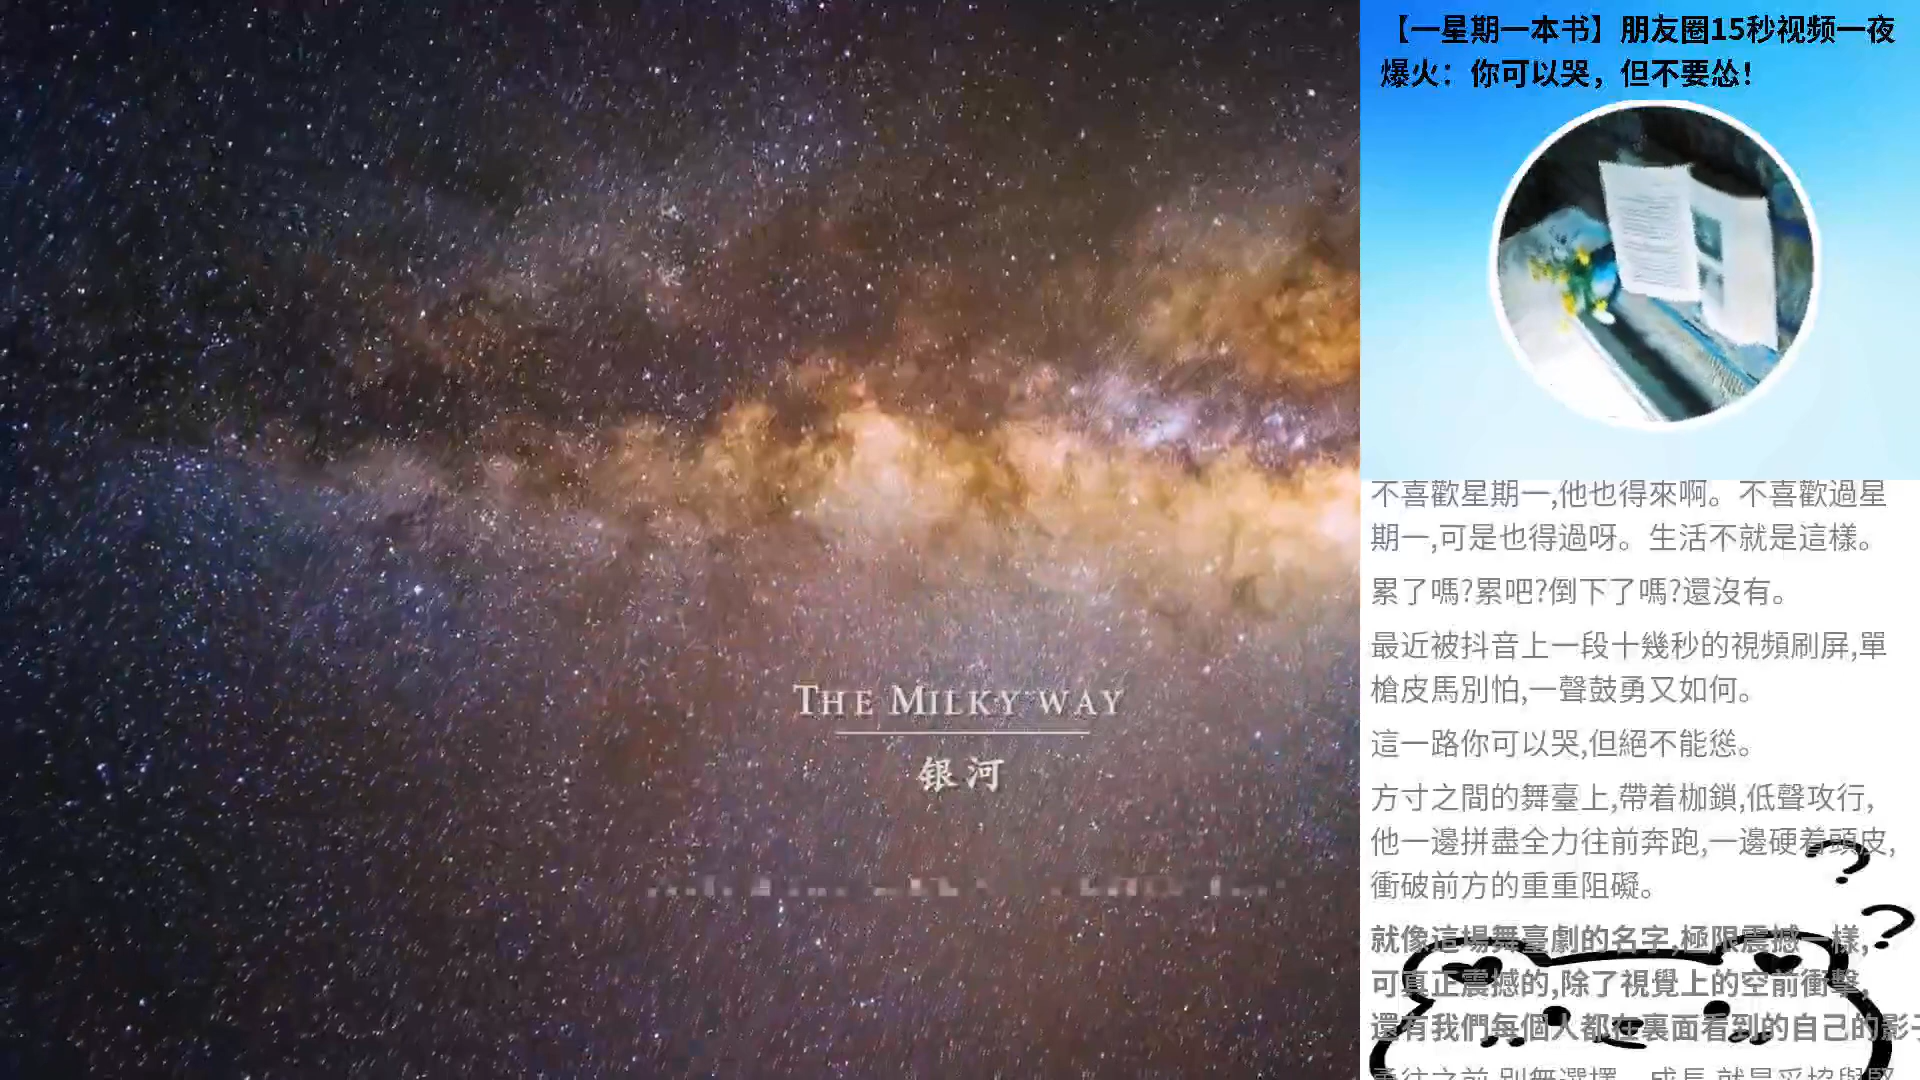 THE MILKY WAY
银河
【一星期一本书】朋友圈15秒视频一夜
爆火：你可以哭，但不要怂！
不喜歡星期一,他也得來啊。不喜歡過星
期一,可是也得過呀。生活不就是這樣。
累了嗎?累吧?倒下了嗎?還沒有。
最近被抖音上一段十幾秒的視頻刷屏,單
槍皮馬別怕,一聲鼓勇又如何。
這一路你可以哭,但絕不能慫。
方寸之間的舞臺上,帶着枷鎖,低聲攻行,
他一邊拼盡全力往前奔跑,一邊硬着頭皮,
衝破前方的重重阻礙。
就像這場舞臺劇的名字,極限震撼一樣,
可真正震撼的,除了視覺上的空前衝擊,
還有我們每個人都在裏面看到的自己的影